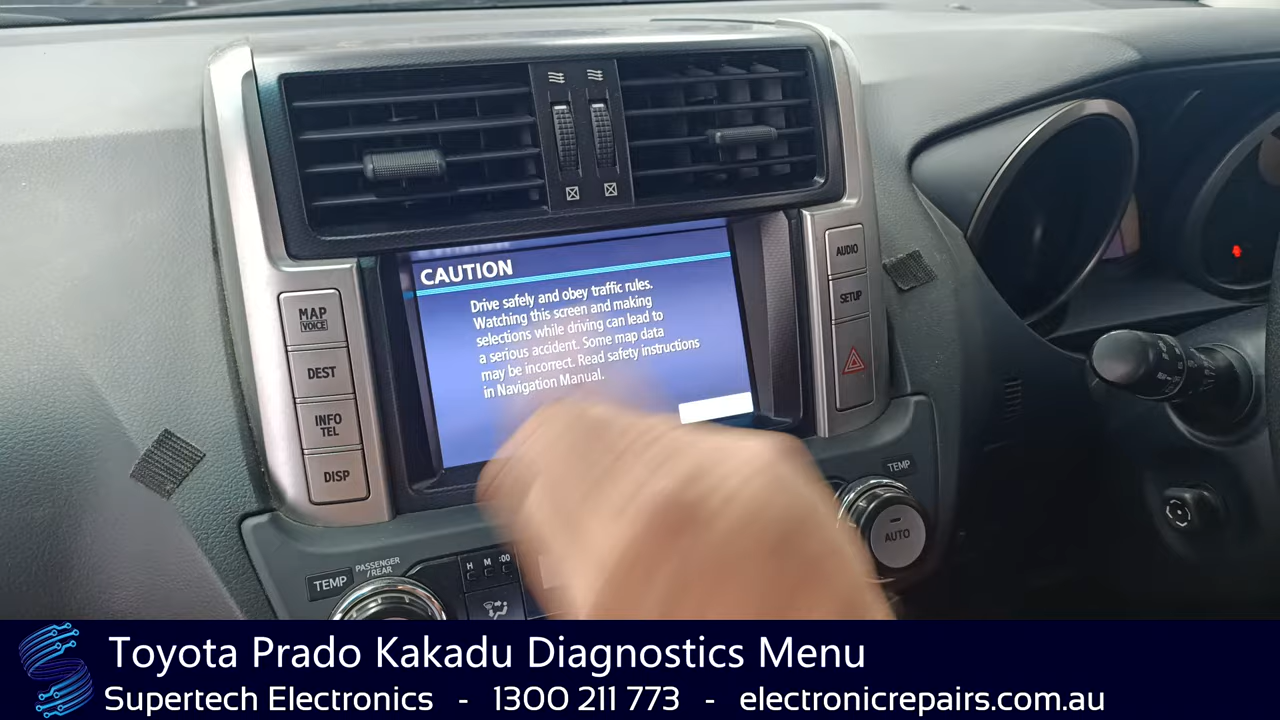 CAUTION
Drive safely and obey traffic rules.
Watching this screen and making
selections while driving can lead to
a serious accident. Some map data
may be incorrect. Read safety instructions
in Navigation Manual.
MAP
VOICE
DEST
INFO
TEL
DISP
AUDIO
SETUP
TEMP
PASSENGER
/REAR
H M :00
TEMP
AUTO
Toyota Prado Kakadu Diagnostics Menu
Supertech Electronics - 1300 211 773 - electronicrepairs.com.au